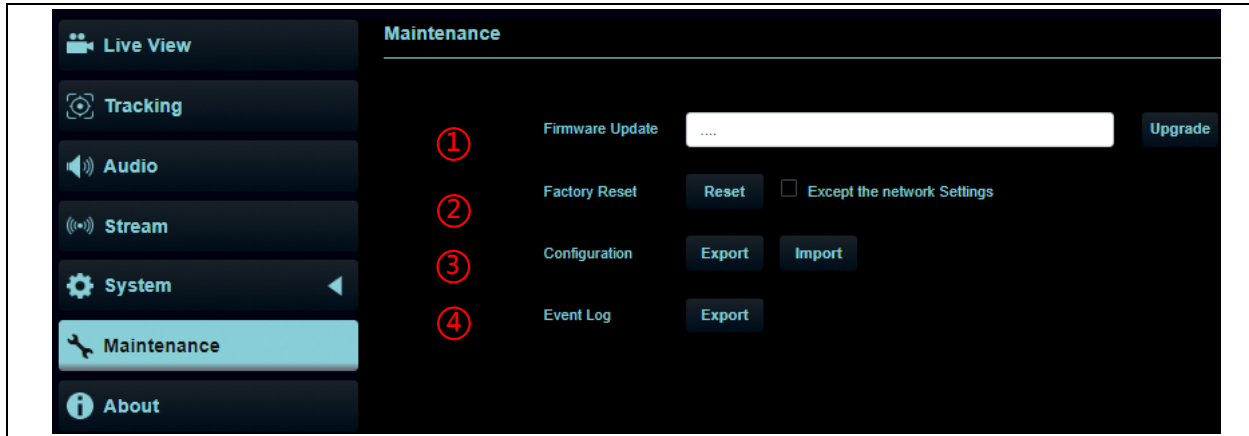 Live View
Tracking
Audio
Stream
System
Maintenance
About
Maintenance
① Firmware Update .... Upgrade
② Factory Reset Reset Except the network Settings
③ Configuration Export Import
④ Event Log Export